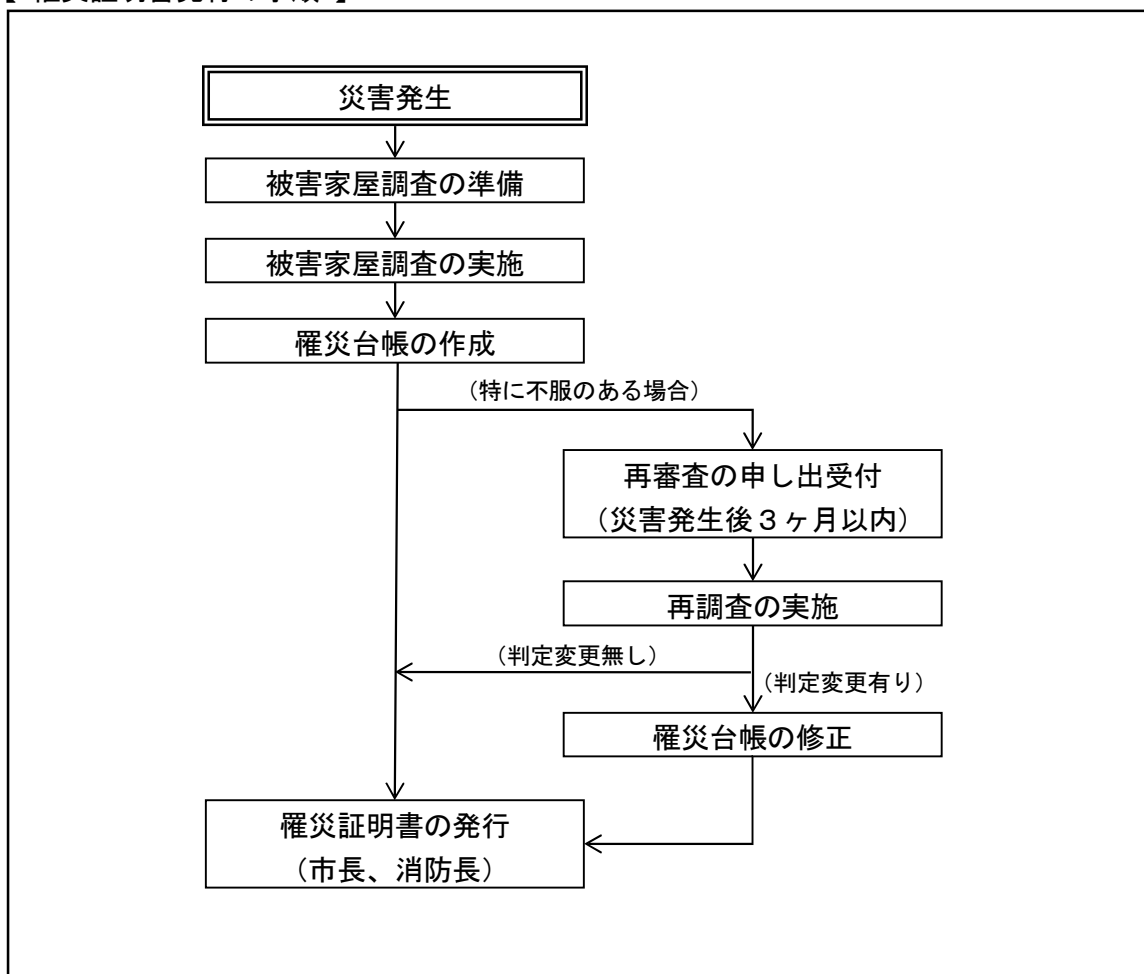 災害発生
被害家屋調査の準備
被害家屋調査の実施
罹災台帳の作成
（特に不服のある場合）
再審査の申し出受付
（災害発生後３ヶ月以内）
再調査の実施
（判定変更無し）
（判定変更有り）
罹災台帳の修正
罹災証明書の発行
（市長、消防長）